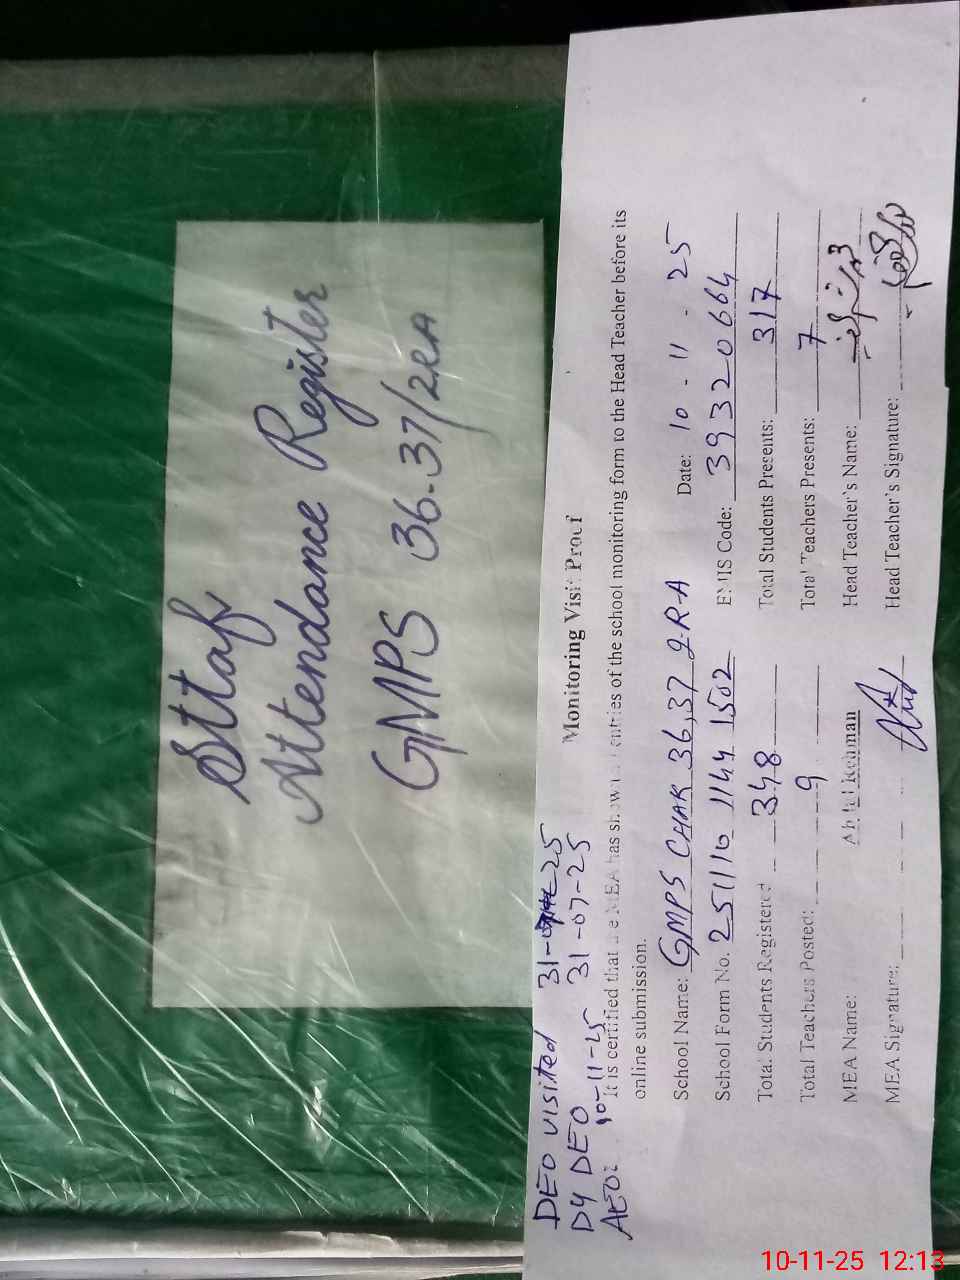 Sttaf
Attendance Register
GMPS 36-37/2RA
DEO visited 31-07-25
DY DEO 31-07-25
AEO: 10-11-25
Monitoring Visit Proof
It is certified that the MEA has shown entries of the school monitoring form to the Head Teacher before its
online submission.
School Name: GMPS CHAK 36,37 2-R-A Date: 10-11-25
School Form No. 251110 1144 1502 EMIS Code: 39320664
Total Students Registered 348 Total Students Presents: 317
Total Teachers Posted: 9 Total Teachers Presents: 7
MEA Name: Rehman Head Teacher's Name:
MEA Signature: Head Teacher's Signature:
10-11-25 12:13